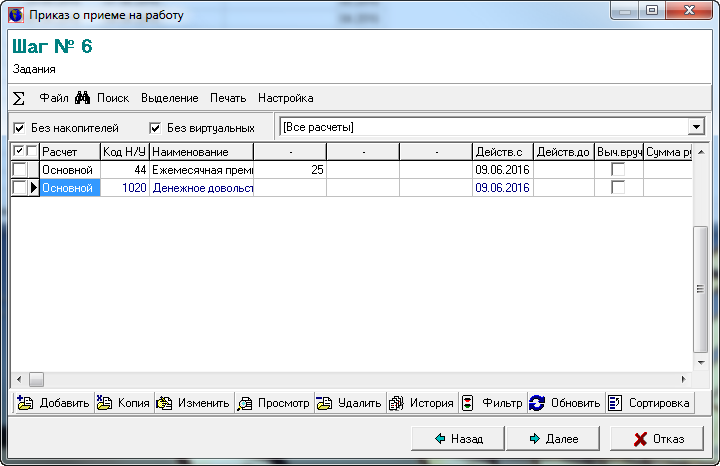 Приказ о приеме на работу
Шаг № 6
Задания
Σ Файл Поиск Выделение Печать Настройка
Без накопителей Без виртуальных [Все расчеты]
Расчет Код Н/У Наименование - - - Действ.с Действ.до Выч.вруч Сумма ру
Основной 44 Ежемесячная преми 25 09.06.2016
Основной 1020 Денежное довольст 09.06.2016
Добавить Копия Изменить Просмотр Удалить История Фильтр Обновить Сортировка
Назад Далее Отказ